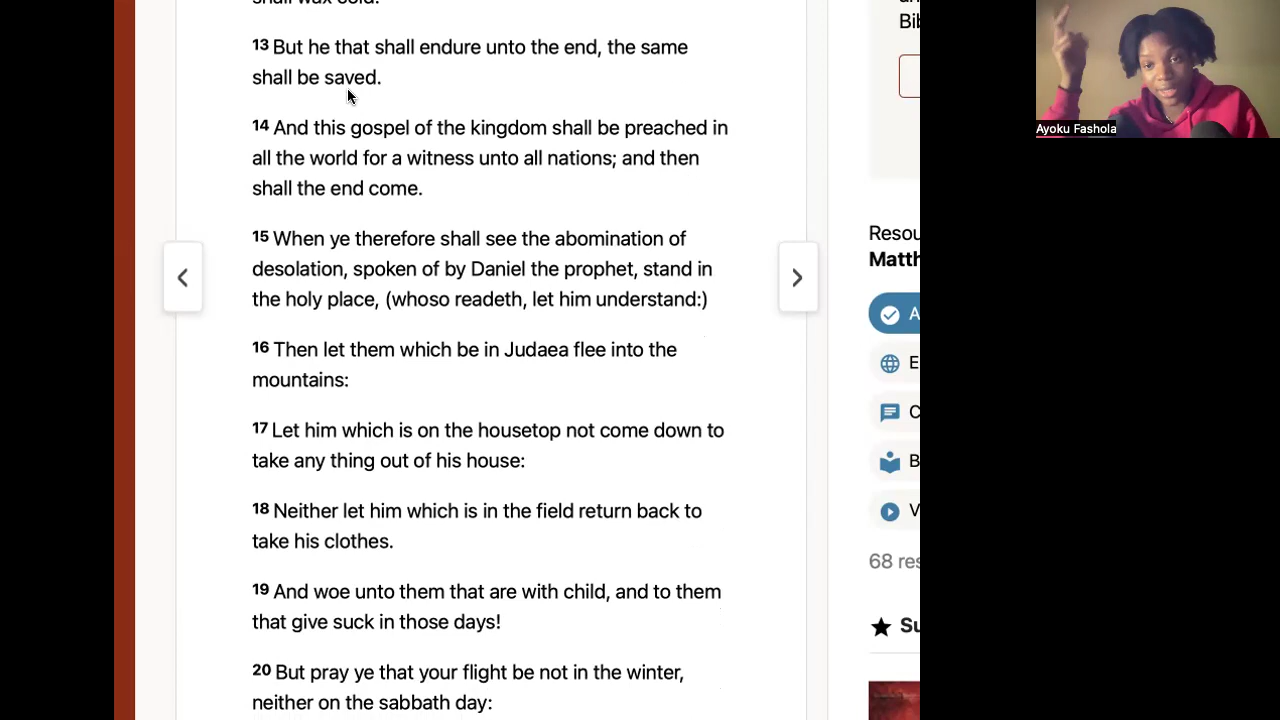 shall wax cold.
13 But he that shall endure unto the end, the same
shall be saved.
14 And this gospel of the kingdom shall be preached in
all the world for a witness unto all nations; and then
shall the end come.
15 When ye therefore shall see the abomination of
desolation, spoken of by Daniel the prophet, stand in
the holy place, (whoso readeth, let him understand:)
16 Then let them which be in Judaea flee into the
mountains:
17 Let him which is on the housetop not come down to
take any thing out of his house:
18 Neither let him which is in the field return back to
take his clothes.
19 And woe unto them that are with child, and to them
that give suck in those days!
20 But pray ye that your flight be not in the winter,
neither on the sabbath day:
Bib
Resou
Matth
A
E
C
B
V
68 res
Su
Ayoku Fashola